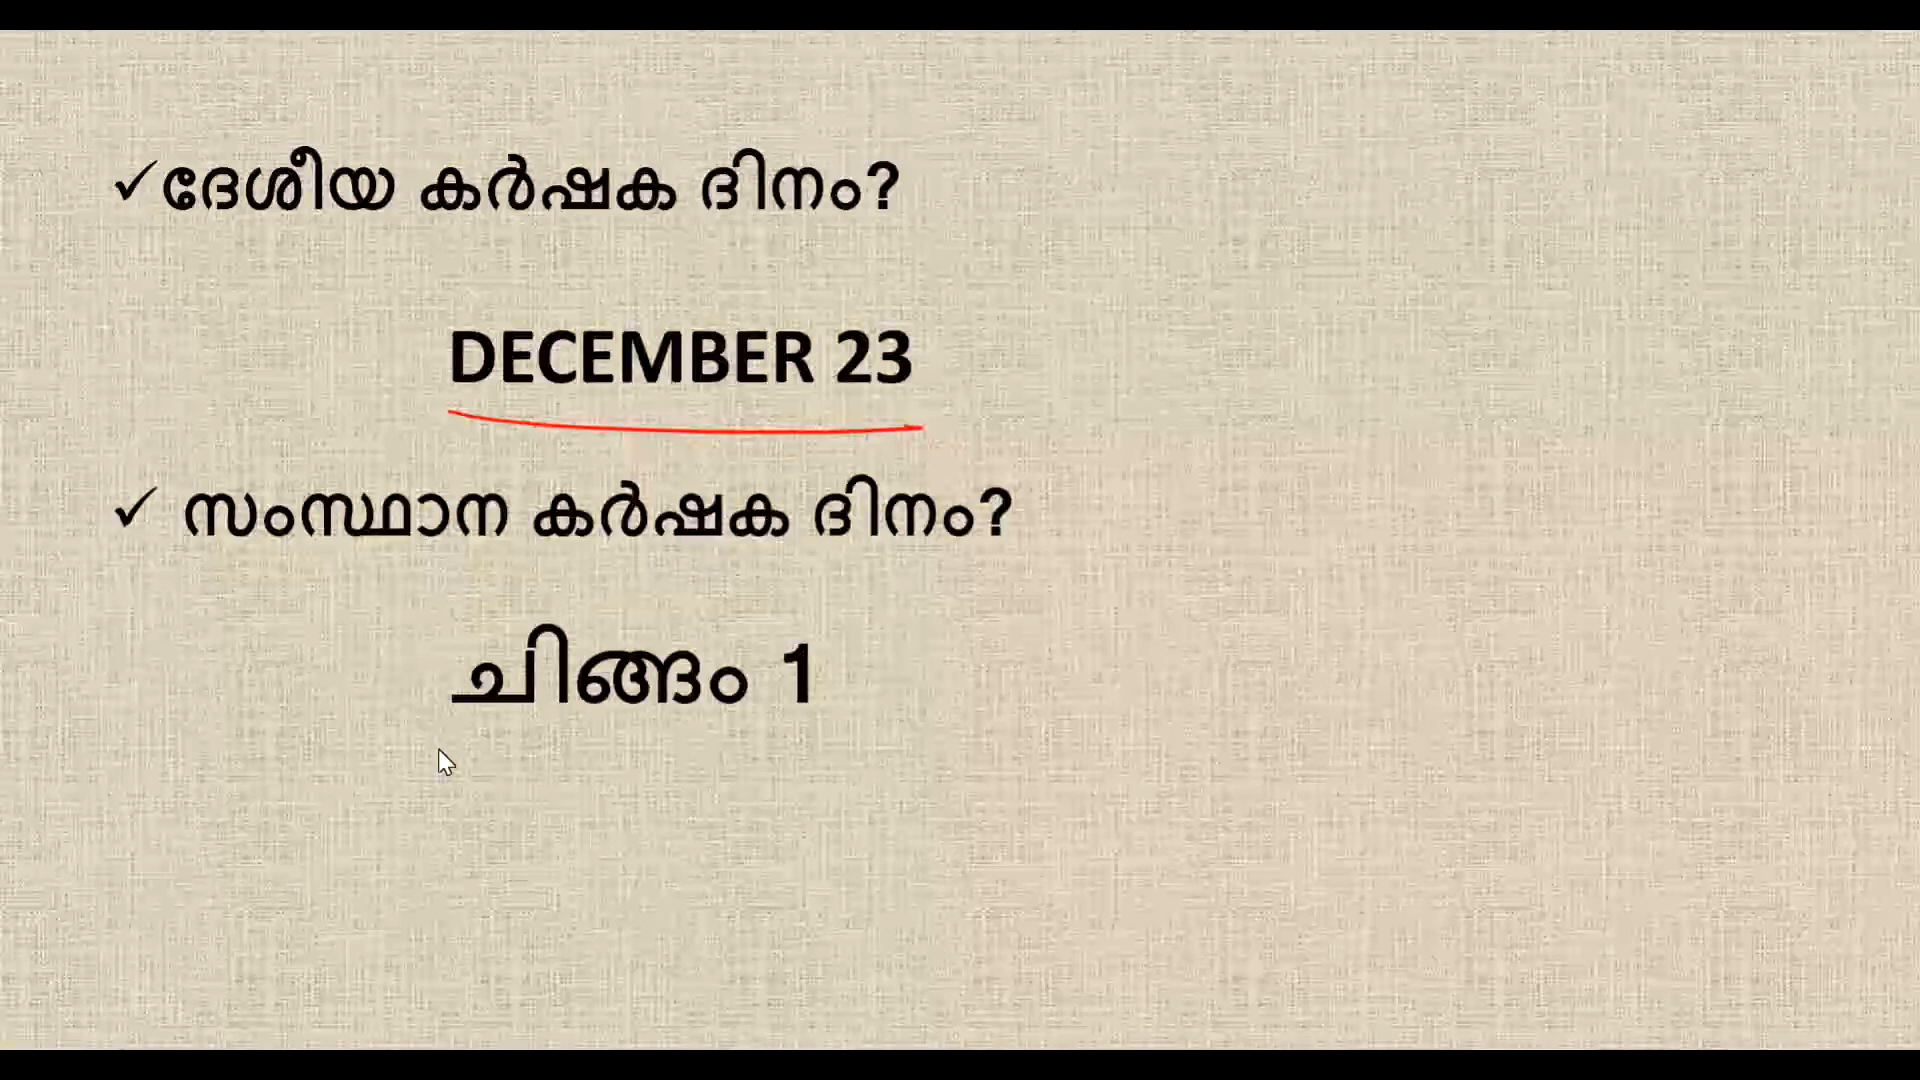 ✓ദേശീയ കർഷക ദിനം?
DECEMBER 23
✓ സംസ്ഥാന കർഷക ദിനം?
ചിങ്ങം 1